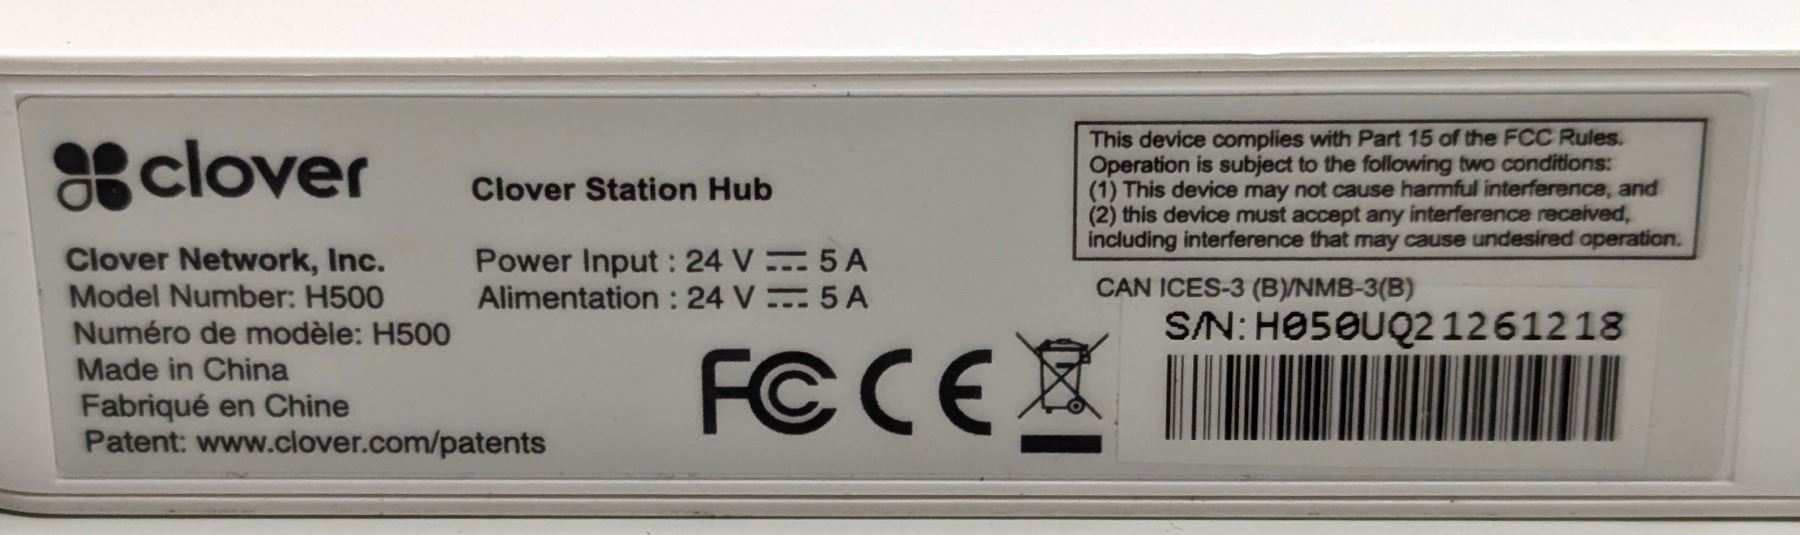 clover
Clover Station Hub
Clover Network, Inc.
Model Number: H500
Numéro de modèle: H500
Made in China
Fabriqué en Chine
Patent: www.clover.com/patents
Power Input : 24 V ⎓ 5 A
Alimentation : 24 V ⎓ 5 A
FC CE
This device complies with Part 15 of the FCC Rules.
Operation is subject to the following two conditions:
(1) This device may not cause harmful interference, and
(2) this device must accept any interference received,
including interference that may cause undesired operation.
CAN ICES-3 (B)/NMB-3(B)
S/N: H050UQ21261218